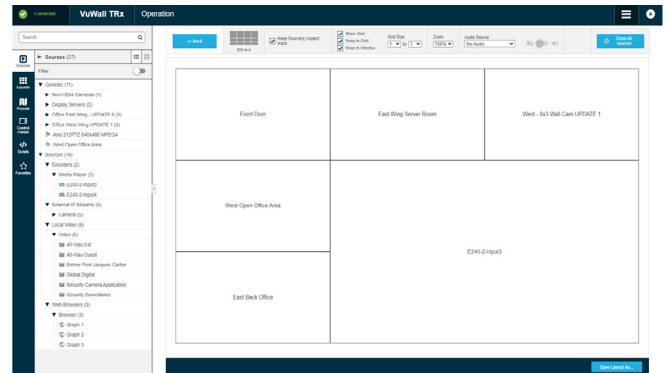 Connected
VuWall TRx
Operation
A
Search
<< Back
Keep Source(s) Aspect
Ratio
Show Grid
Snap to Grid
Snap to Window
Grid Size
1 by 1
Zoom
100%
Audio Source
No Audio
Close All
Sources
Sources
Layouts
Presets
Control
Panels
Scripts
Favorites
Sources (27)
Filter
Genetec (11)
Display Servers (2)
Office East Wing - UPDATE 6 (3)
Office West Wing UPDATE 1 (3)
Axis 212PTZ 640x480 MPEG4
West Open Office Area
Sources (16)
Encoders (2)
Media Player (2)
E240-2-Input3
E240-2-Input4
External IP Streams (5)
Camera (5)
Local Video (6)
Video (6)
40-Viau Est
40-Viau Ouest
Entree Pont Jacques Cartier
Global Digital
Security Camera Application
Security Surveillance
Web Browsers (3)
Browser (3)
Graph 1
Graph 2
Graph 3
Front Door
East Wing Server Room
West - 8x3 Wall Cam UPDATE 1
West Open Office Area
E240-2-Input3
East Back Office
Save Layout As...